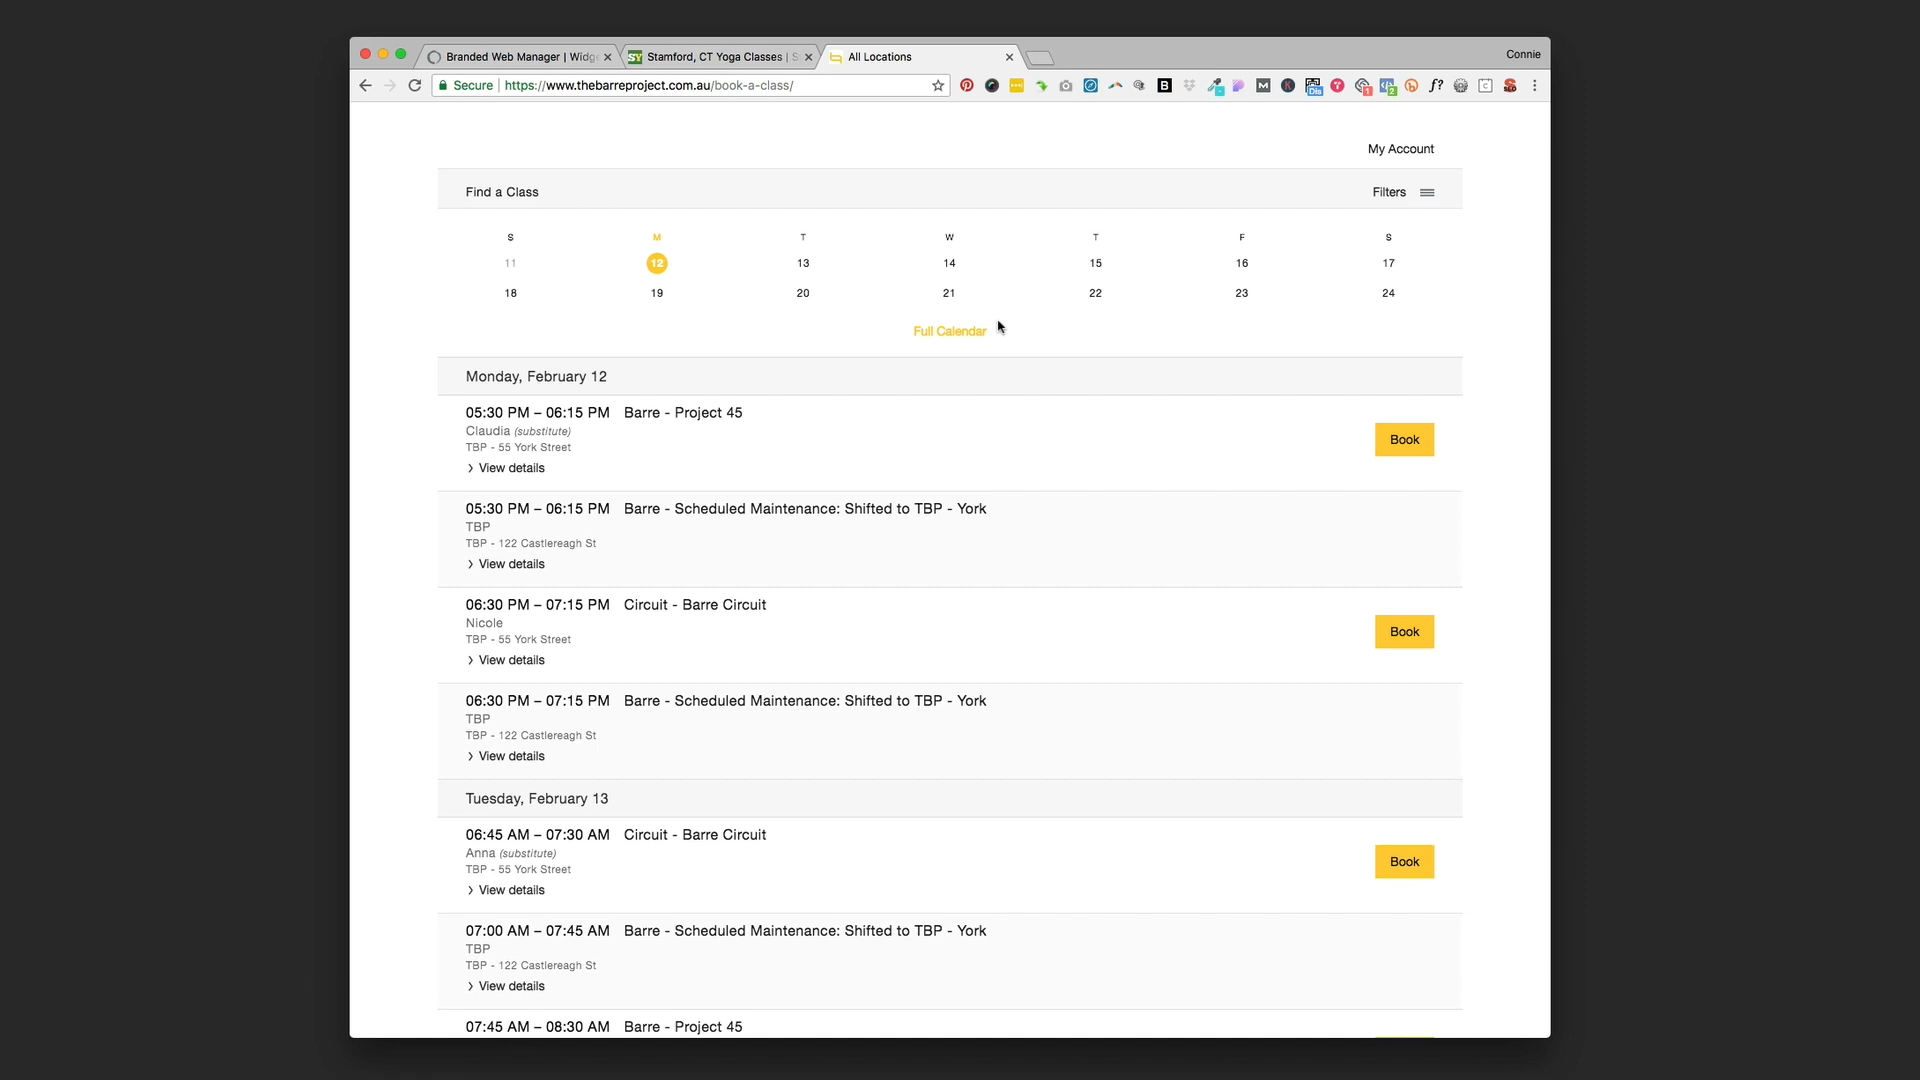 Branded Web Manager | Widge
Stamford, CT Yoga Classes | S
All Locations
Connie
Secure
https://www.thebarreproject.com.au/book-a-class/
My Account
Find a Class
Filters
S M T W T F S
11 12 13 14 15 16 17
18 19 20 21 22 23 24
Full Calendar
Monday, February 12
05:30 PM – 06:15 PM Barre - Project 45
Claudia (substitute)
TBP - 55 York Street
View details
Book
05:30 PM – 06:15 PM Barre - Scheduled Maintenance: Shifted to TBP - York
TBP
TBP - 122 Castlereagh St
View details
06:30 PM – 07:15 PM Circuit - Barre Circuit
Nicole
TBP - 55 York Street
View details
Book
06:30 PM – 07:15 PM Barre - Scheduled Maintenance: Shifted to TBP - York
TBP
TBP - 122 Castlereagh St
View details
Tuesday, February 13
06:45 AM – 07:30 AM Circuit - Barre Circuit
Anna (substitute)
TBP - 55 York Street
View details
Book
07:00 AM – 07:45 AM Barre - Scheduled Maintenance: Shifted to TBP - York
TBP
TBP - 122 Castlereagh St
View details
07:45 AM – 08:30 AM Barre - Project 45